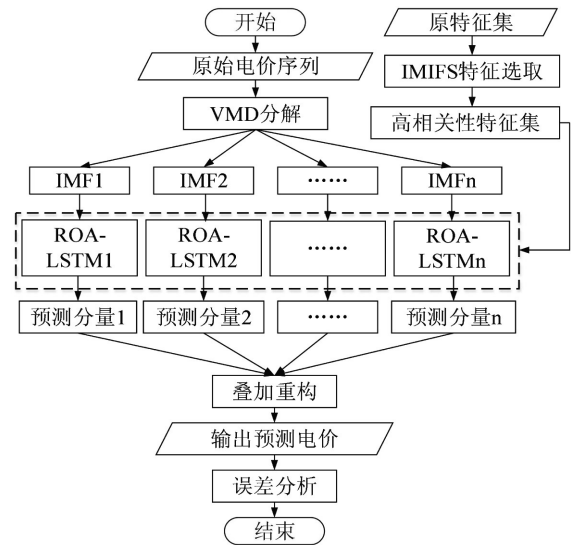 开始
原特征集
原始电价序列
IMIFS特征选取
VMD分解
高相关性特征集
IMF1
IMF2
……
IMFn
ROA-
LSTM1
ROA-
LSTM2
……
ROA-
LSTMn
预测分量1
预测分量2
……
预测分量n
叠加重构
输出预测电价
误差分析
结束